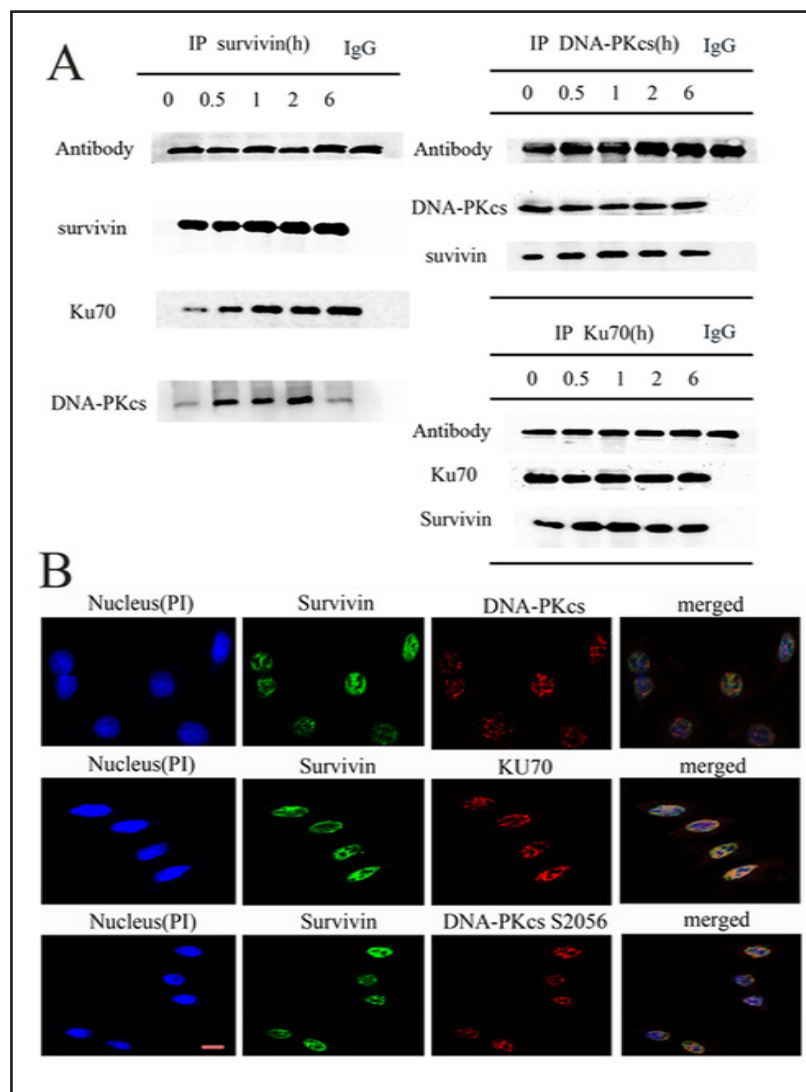 A
IP survivin(h) IgG
0 0.5 1 2 6
Antibody
survivin
Ku70
DNA-PKcs
IP DNA-PKcs(h) IgG
0 0.5 1 2 6
Antibody
DNA-PKcs
suvivin
IP Ku70(h) IgG
0 0.5 1 2 6
Antibody
Ku70
Survivin
B
Nucleus(PI) Survivin DNA-PKcs merged
Nucleus(PI) Survivin KU70 merged
Nucleus(PI) Survivin DNA-PKcs S2056 merged